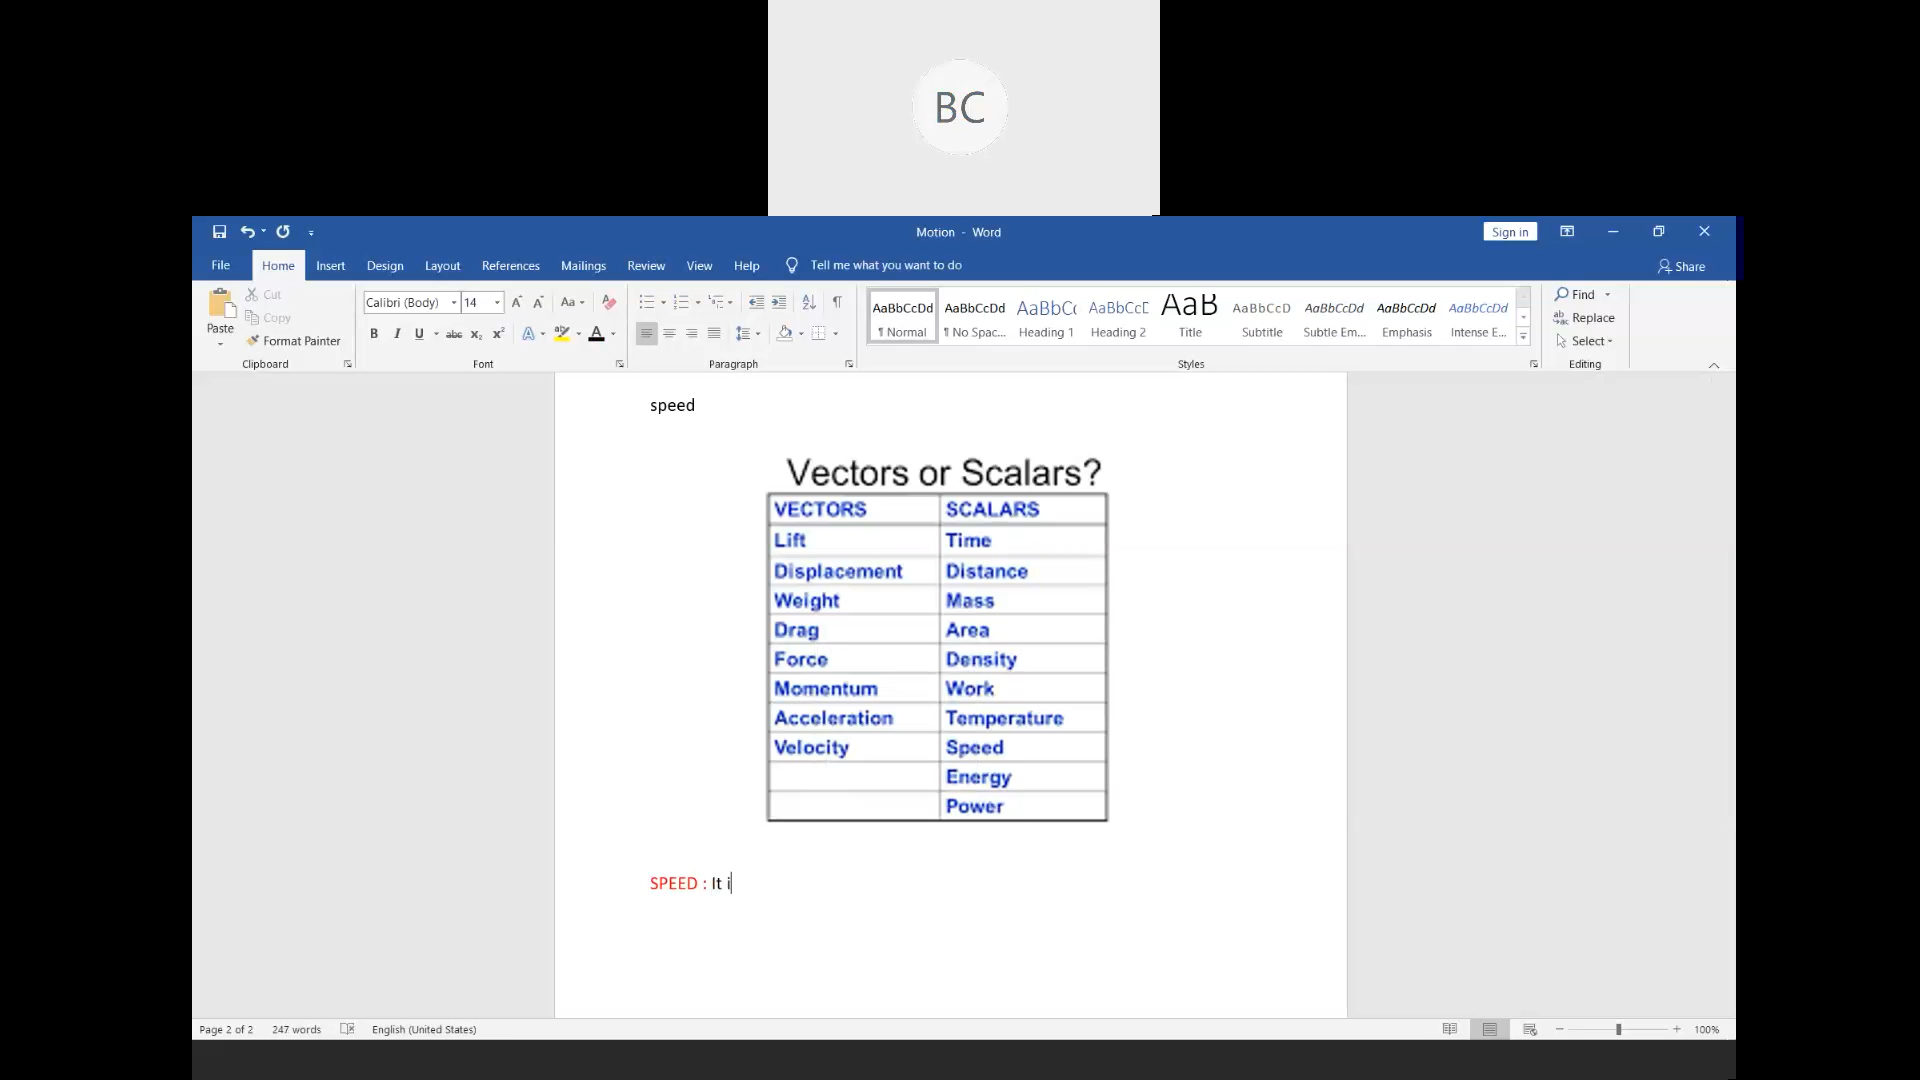 BC
Motion - Word
Sign in
File Home Insert Design Layout References Mailings Review View Help Tell me what you want to do Share
Paste
Cut
Copy
Format Painter
Clipboard
Calibri (Body) 14
Font
Paragraph
AaBbCcDd AaBbCcDd AaBbCc AaBbCcE AaB AaBbCcD AaBbCcDd AaBbCcDd AaBbCcDd
¶ Normal ¶ No Spac... Heading 1 Heading 2 Title Subtitle Subtle Em... Emphasis Intense E...
Styles
Find
Replace
Select
Editing
speed
Vectors or Scalars?
VECTORS SCALARS
Lift Time
Displacement Distance
Weight Mass
Drag Area
Force Density
Momentum Work
Acceleration Temperature
Velocity Speed
Energy
Power
SPEED : It i
Page 2 of 2 247 words English (United States) 100%